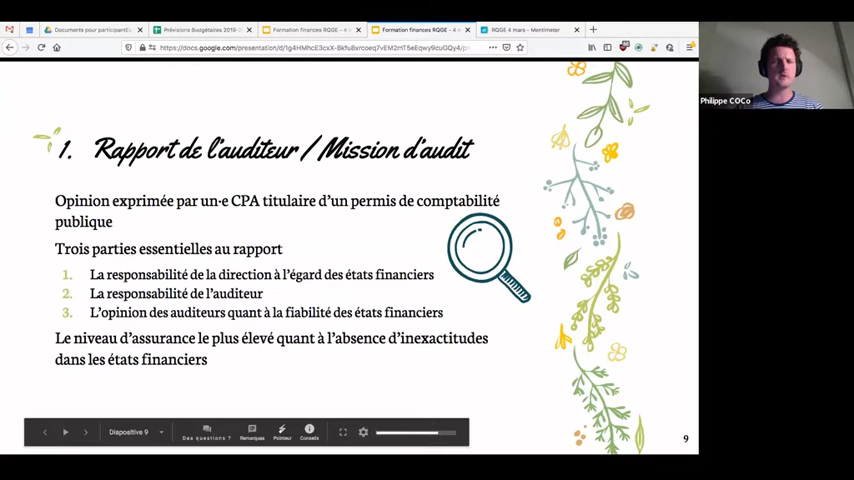 Documents pour participant
Prévisions Budgétaires 2019-2
Formation finances RQGE - 4 m
Formation finances RQGE - 4 m
RQGE 4 mars - Mentimeter
Philippe COCo
1. Rapport de l'auditeur / Mission d'audit
Opinion exprimée par un·e CPA titulaire d'un permis de comptabilité
publique
Trois parties essentielles au rapport
1. La responsabilité de la direction à l'égard des états financiers
2. La responsabilité de l'auditeur
3. L'opinion des auditeurs quant à la fiabilité des états financiers
Le niveau d'assurance le plus élevé quant à l'absence d'inexactitudes
dans les états financiers
Diapositive 9
Des questions ?
Remarques
Pointeur
Conseils
9